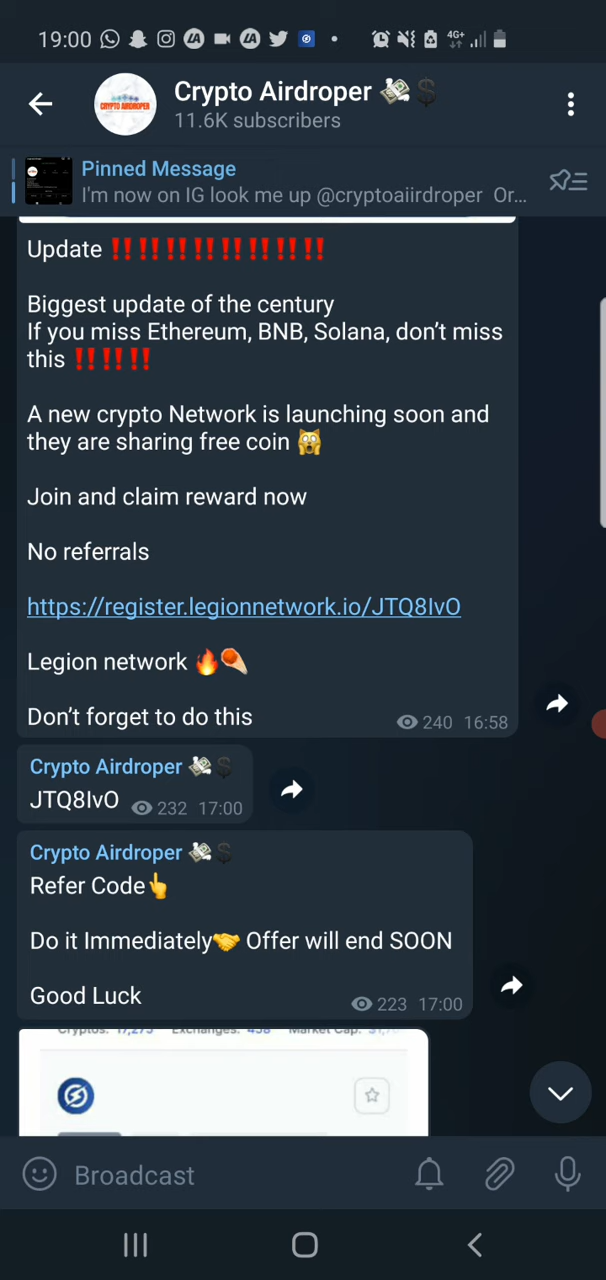 19:00
4G+
CRYPTO AIRDROPER
Crypto Airdroper 💸💲
11.6K subscribers
Pinned Message
I'm now on IG look me up @cryptoaiirdroper Or...
Update ‼️‼️‼️‼️‼️‼️‼️‼️
Biggest update of the century
If you miss Ethereum, BNB, Solana, don’t miss
this ‼️‼️‼️
A new crypto Network is launching soon and
they are sharing free coin 🙀
Join and claim reward now
No referrals
https://register.legionnetwork.io/JTQ8IvO
Legion network 🔥☄️
Don’t forget to do this
240 16:58
Crypto Airdroper 💸💲
JTQ8IvO 232 17:00
Crypto Airdroper 💸💲
Refer Code👆
Do it Immediately🤝 Offer will end SOON
Good Luck
223 17:00
Cryptos: 17,275 Exchanges: 458 Market Cap:
Broadcast